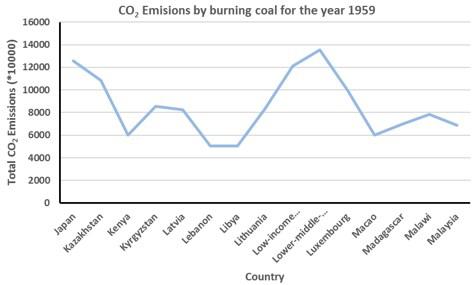 CO2 Emisions by burning coal for the year 1959
Total CO2 Emissions (*10000)
16000
14000
12000
10000
8000
6000
4000
2000
0
Japan
Kazakhstan
Kenya
Kyrgyzstan
Latvia
Lebanon
Libya
Lithuania
Low-income...
Lower-middle-...
Luxembourg
Macao
Madagascar
Malawi
Malaysia
Country